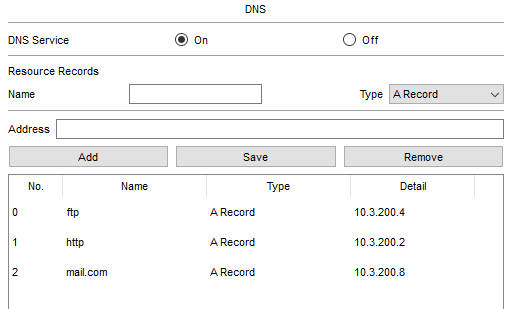 DNS
DNS Service On Off
Resource Records
Name Type A Record
Address
Add Save Remove
No. Name Type Detail
0 ftp A Record 10.3.200.4
1 http A Record 10.3.200.2
2 mail.com A Record 10.3.200.8